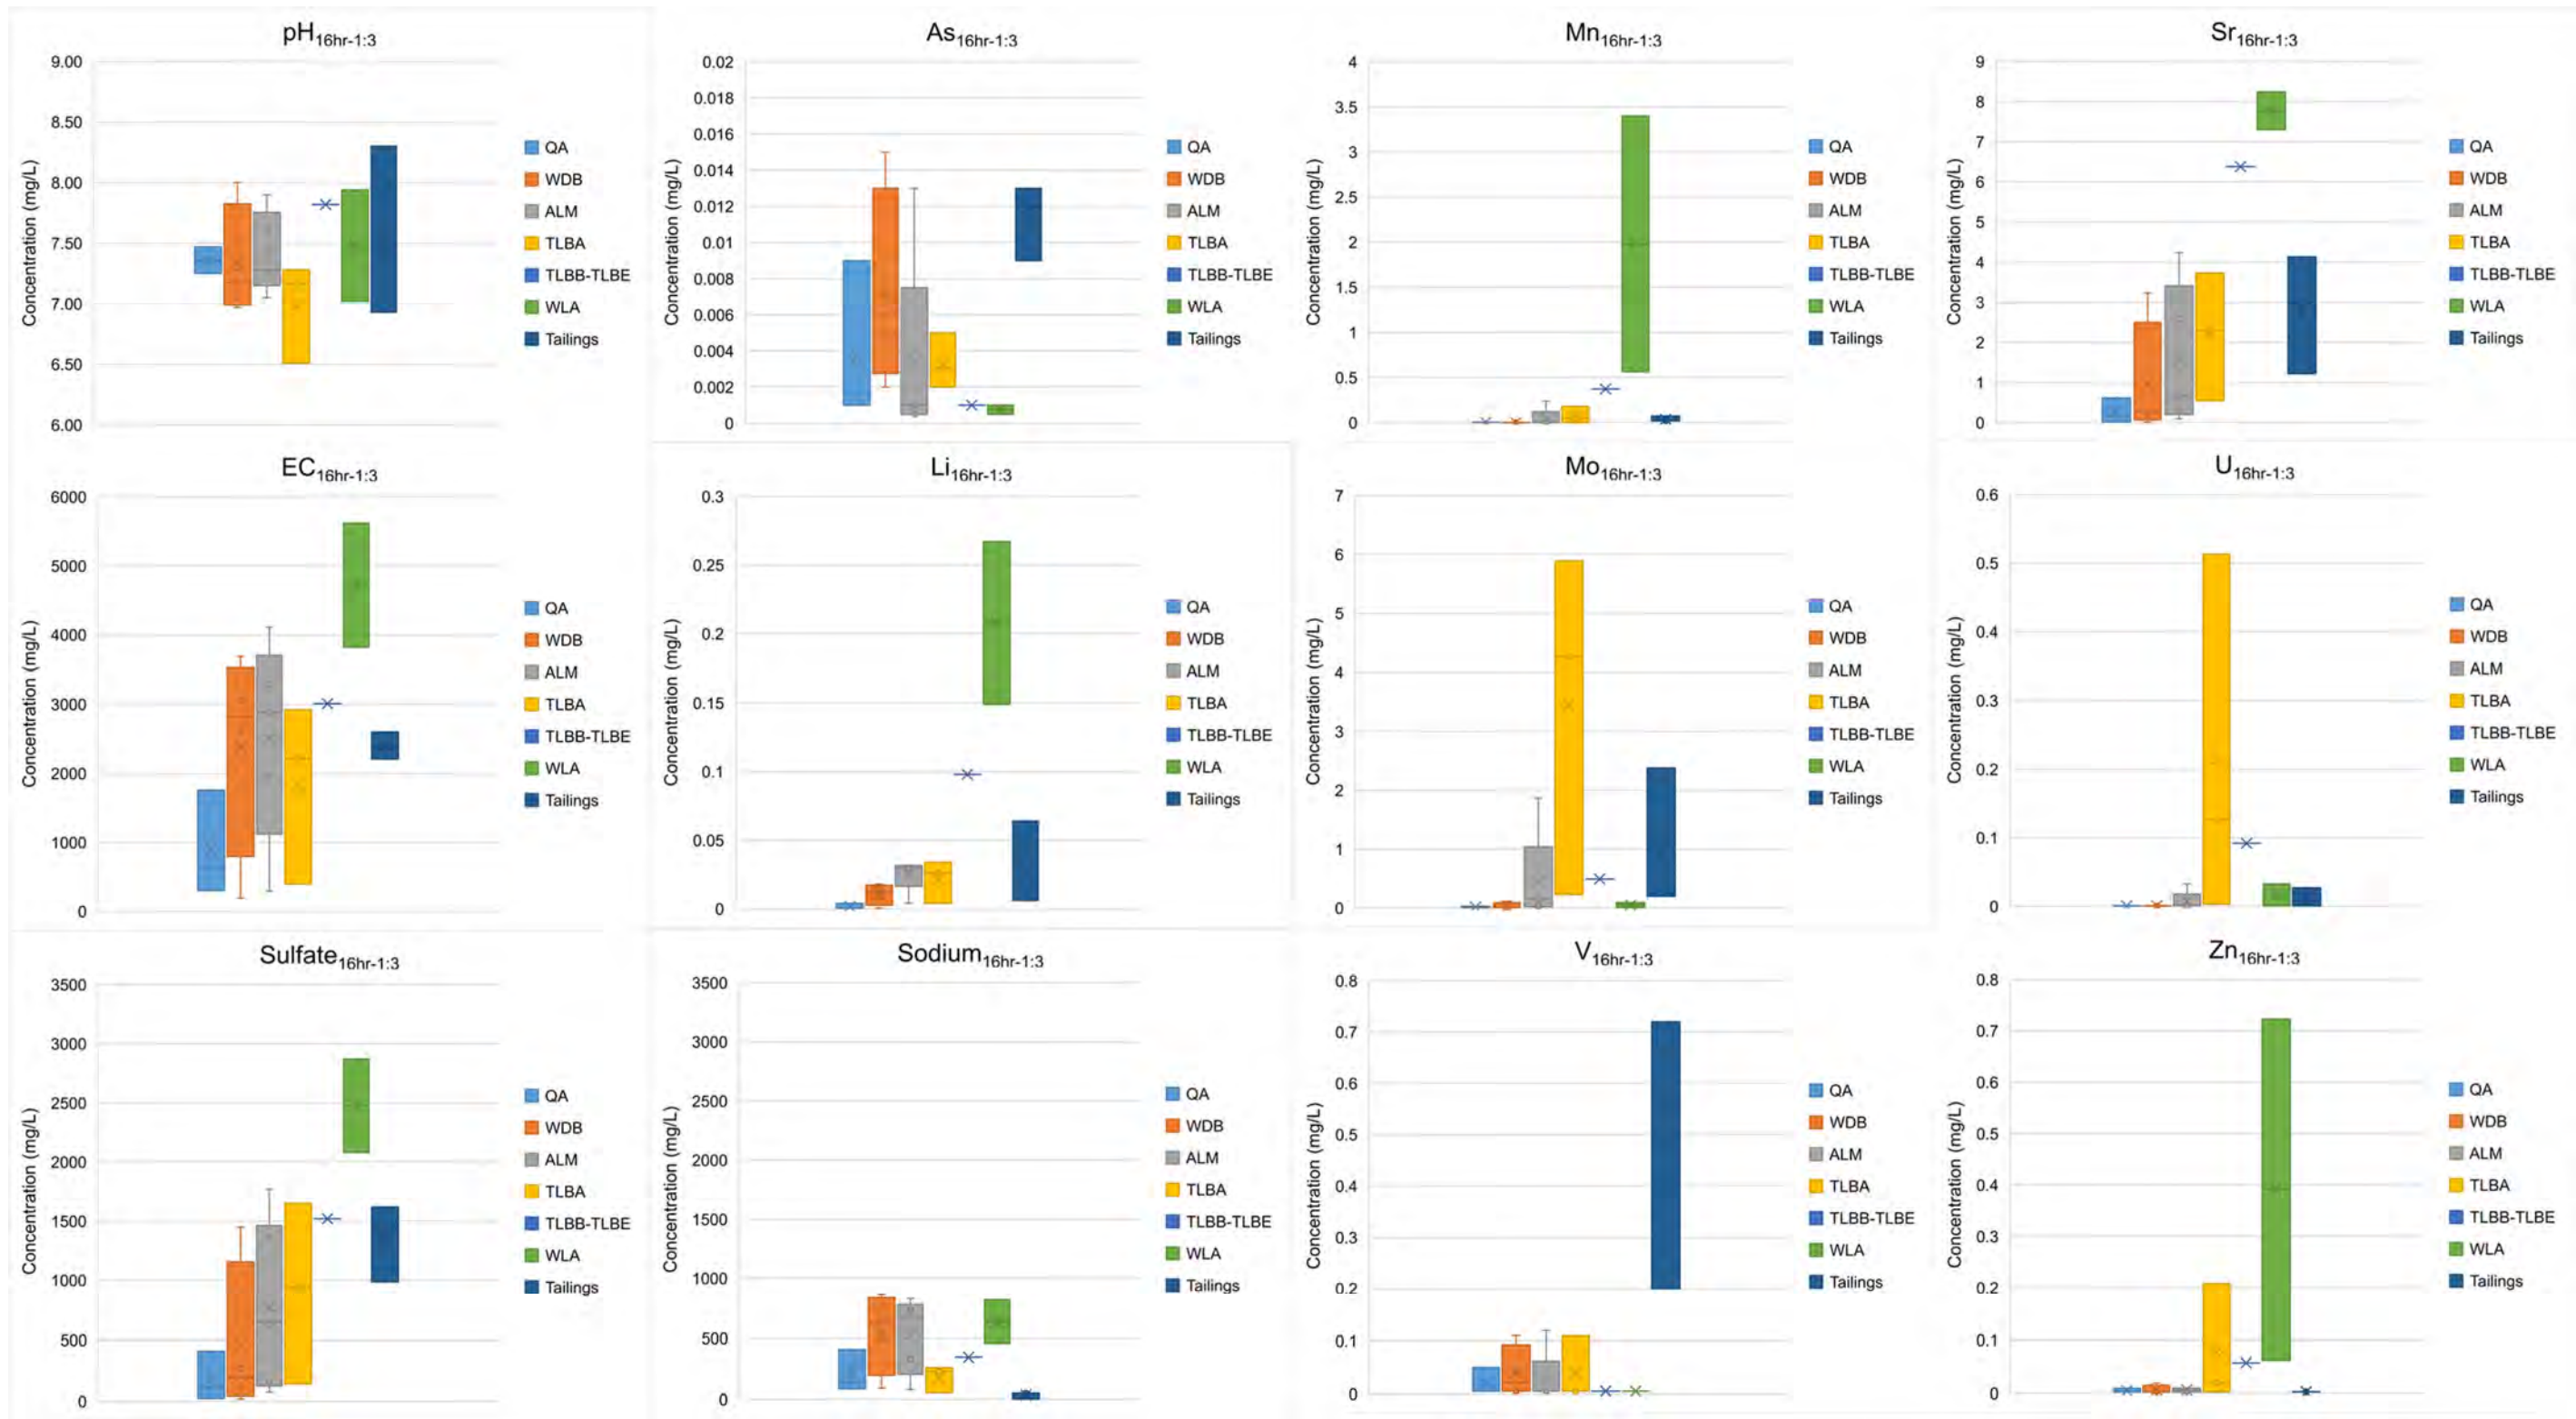 pH16hr-1:3
Concentration (mg/L)
9.00
8.50
8.00
7.50
7.00
6.50
6.00
QA
WDB
ALM
TLBA
TLBB-TLBE
WLA
Tailings
As16hr-1:3
Concentration (mg/L)
0.02
0.018
0.016
0.014
0.012
0.01
0.008
0.006
0.004
0.002
0
QA
WDB
ALM
TLBA
TLBB-TLBE
WLA
Tailings
Mn16hr-1:3
Concentration (mg/L)
4
3.5
3
2.5
2
1.5
1
0.5
0
QA
WDB
ALM
TLBA
TLBB-TLBE
WLA
Tailings
Sr16hr-1:3
Concentration (mg/L)
9
8
7
6
5
4
3
2
1
0
QA
WDB
ALM
TLBA
TLBB-TLBE
WLA
Tailings
EC16hr-1:3
Concentration (mg/L)
6000
5000
4000
3000
2000
1000
0
QA
WDB
ALM
TLBA
TLBB-TLBE
WLA
Tailings
Li16hr-1:3
Concentration (mg/L)
0.3
0.25
0.2
0.15
0.1
0.05
0
QA
WDB
ALM
TLBA
TLBB-TLBE
WLA
Tailings
Mo16hr-1:3
Concentration (mg/L)
7
6
5
4
3
2
1
0
QA
WDB
ALM
TLBA
TLBB-TLBE
WLA
Tailings
U16hr-1:3
Concentration (mg/L)
0.6
0.5
0.4
0.3
0.2
0.1
0
QA
WDB
ALM
TLBA
TLBB-TLBE
WLA
Tailings
Sulfate16hr-1:3
Concentration (mg/L)
3500
3000
2500
2000
1500
1000
500
0
QA
WDB
ALM
TLBA
TLBB-TLBE
WLA
Tailings
Sodium16hr-1:3
Concentration (mg/L)
3500
3000
2500
2000
1500
1000
500
0
QA
WDB
ALM
TLBA
TLBB-TLBE
WLA
Tailings
V16hr-1:3
Concentration (mg/L)
0.8
0.7
0.6
0.5
0.4
0.3
0.2
0.1
0
QA
WDB
ALM
TLBA
TLBB-TLBE
WLA
Tailings
Zn16hr-1:3
Concentration (mg/L)
0.8
0.7
0.6
0.5
0.4
0.3
0.2
0.1
0
QA
WDB
ALM
TLBA
TLBB-TLBE
WLA
Tailings